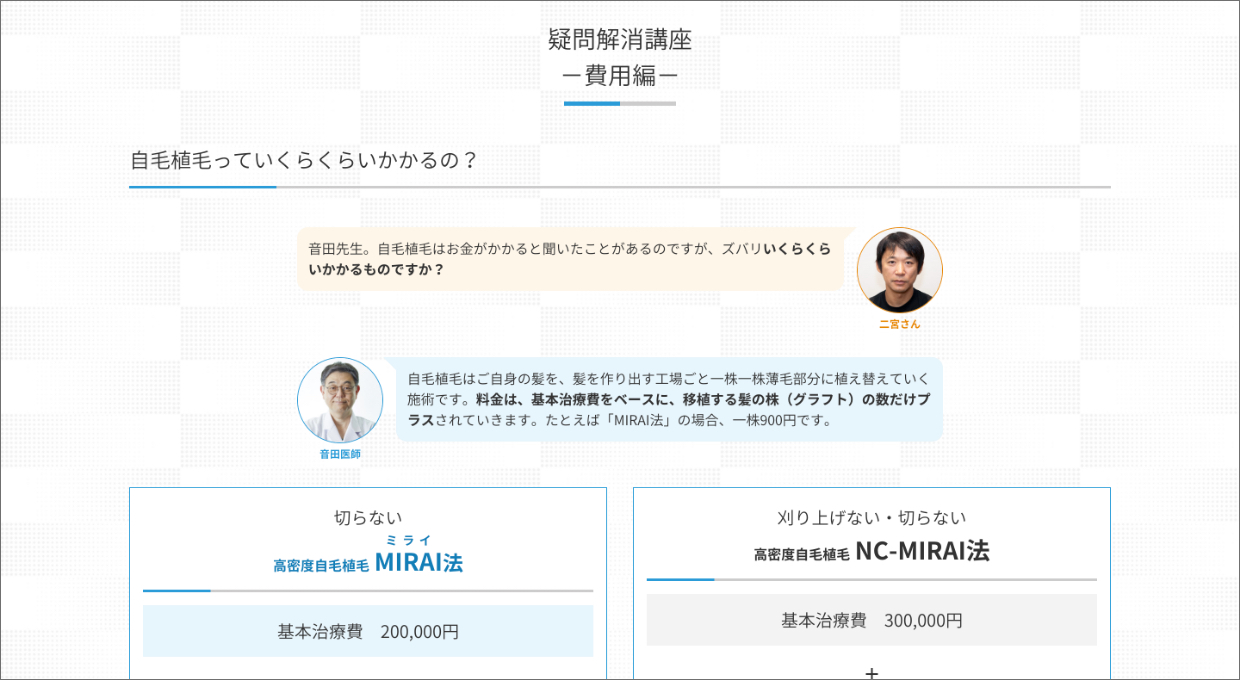 疑問解消講座
－費用編－
自毛植毛っていくらくらいかかるの？
音田先生。自毛植毛はお金がかかると聞いたことがあるのですが、ズバリいくらくら
いかかるものですか？
二宮さん
自毛植毛はご自身の髪を、髪を作り出す工場ごと一株一株薄毛部分に植え替えていく
施術です。料金は、基本治療費をベースに、移植する髪の株（グラフト）の数だけプ
ラスされていきます。たとえば「MIRAI法」の場合、一株900円です。
音田医師
切らない
ミライ
高密度自毛植毛 MIRAI法
基本治療費　200,000円
刈り上げない・切らない
高密度自毛植毛 NC-MIRAI法
基本治療費　300,000円
+